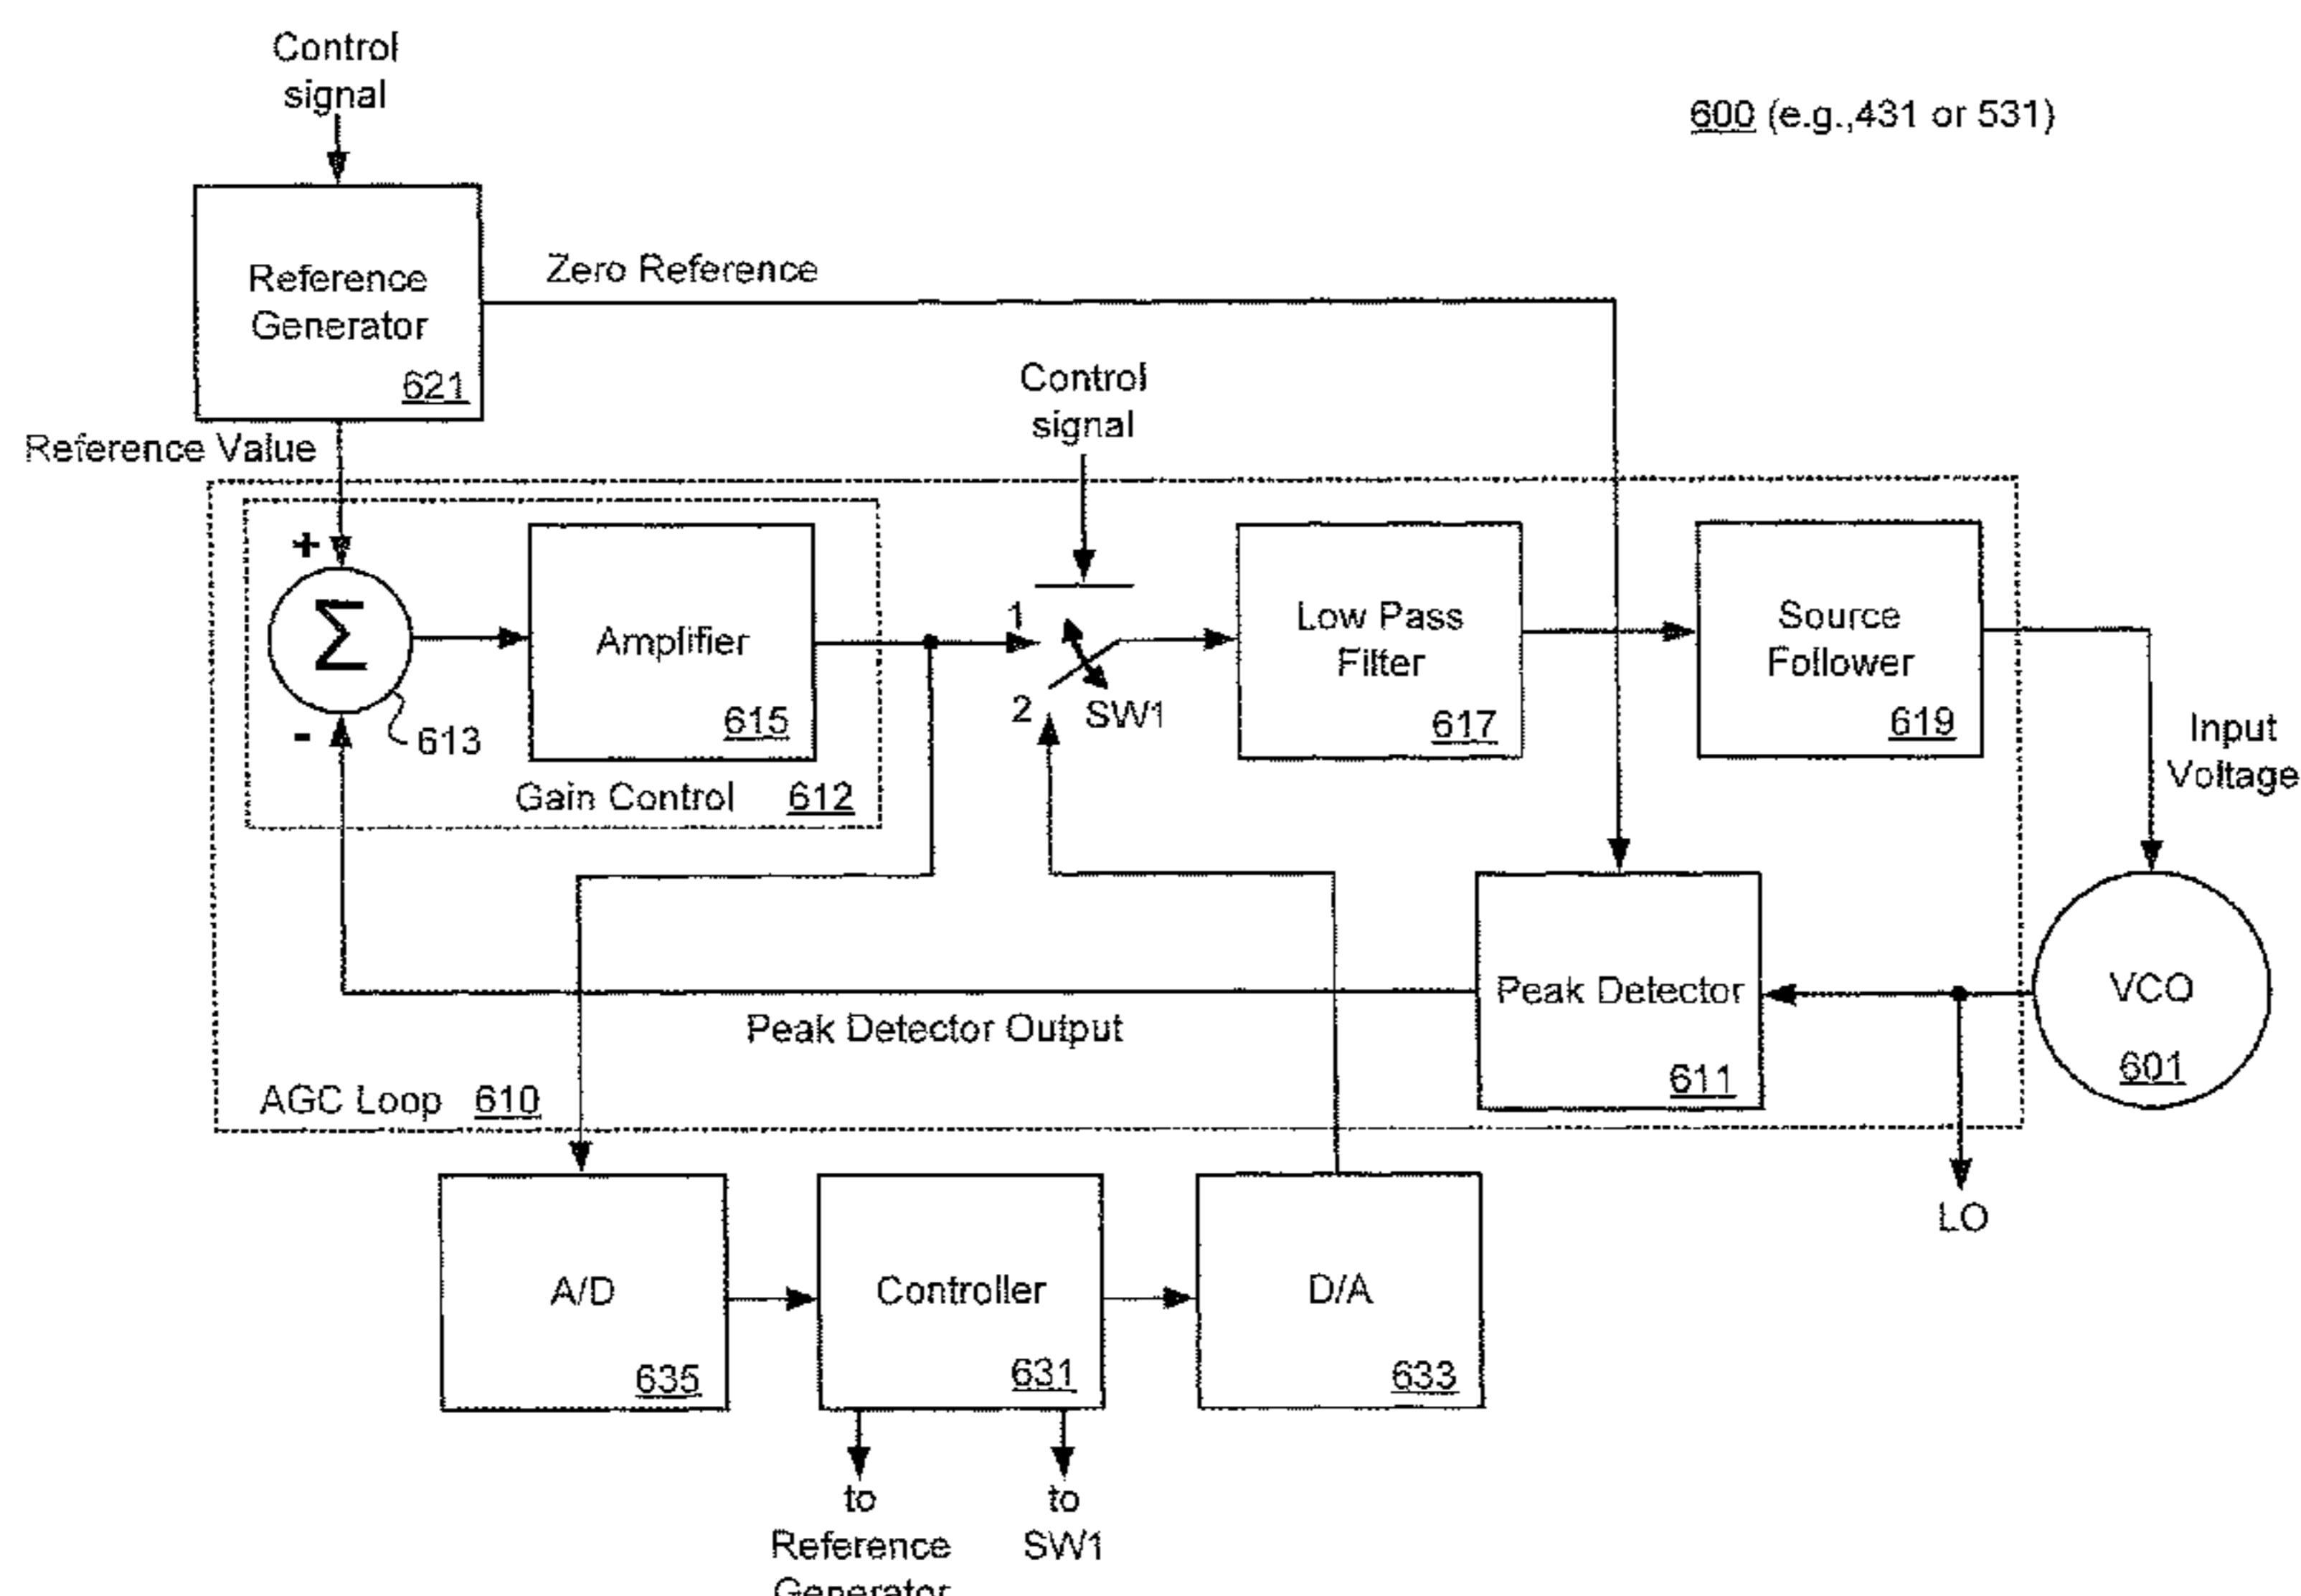 Control
signal
600 (e.g.,431 or 531)
Reference
Generator
621
Zero Reference
Reference Value
Control
signal
+
Σ
-
613
Amplifier
615
Gain Control 612
1
2
SW1
Low Pass
Filter
617
Source
Follower
619
Input
Voltage
Peak Detector
611
VCO
601
Peak Detector Output
AGC Loop 610
LO
A/D
635
Controller
631
D/A
633
to
Reference
Generator
to
SW1